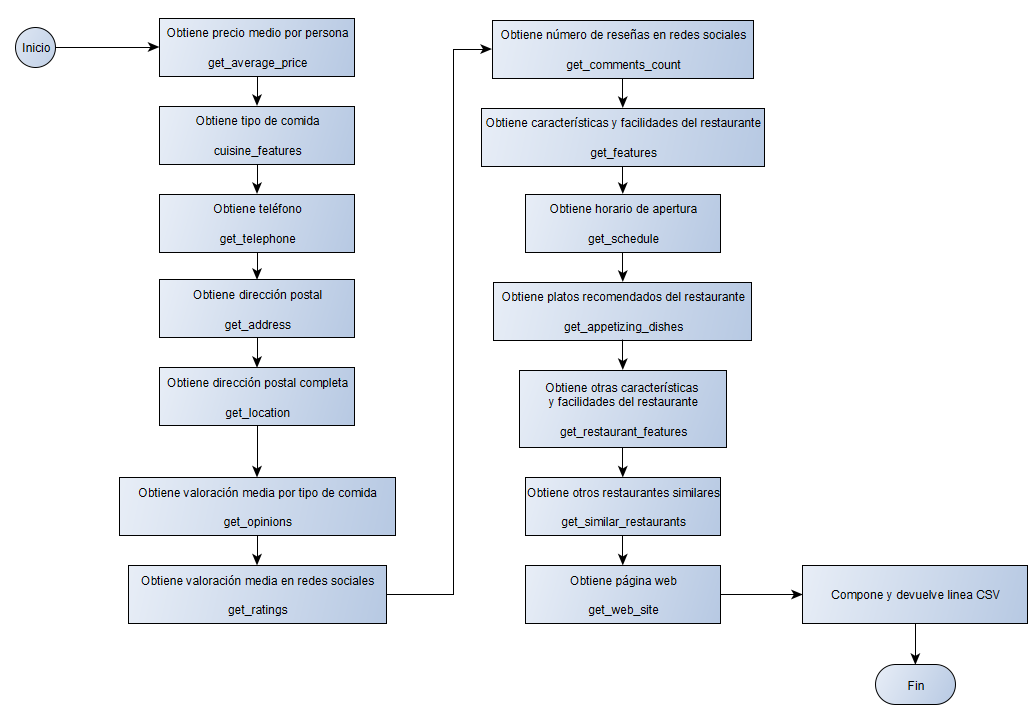 Inicio
Obtiene precio medio por persona
get_average_price
Obtiene tipo de comida
cuisine_features
Obtiene teléfono
get_telephone
Obtiene dirección postal
get_address
Obtiene dirección postal completa
get_location
Obtiene valoración media por tipo de comida
get_opinions
Obtiene valoración media en redes sociales
get_ratings
Obtiene número de reseñas en redes sociales
get_comments_count
Obtiene características y facilidades del restaurante
get_features
Obtiene horario de apertura
get_schedule
Obtiene platos recomendados del restaurante
get_appetizing_dishes
Obtiene otras características
y facilidades del restaurante
get_restaurant_features
Obtiene otros restaurantes similares
get_similar_restaurants
Obtiene página web
get_web_site
Compone y devuelve linea CSV
Fin